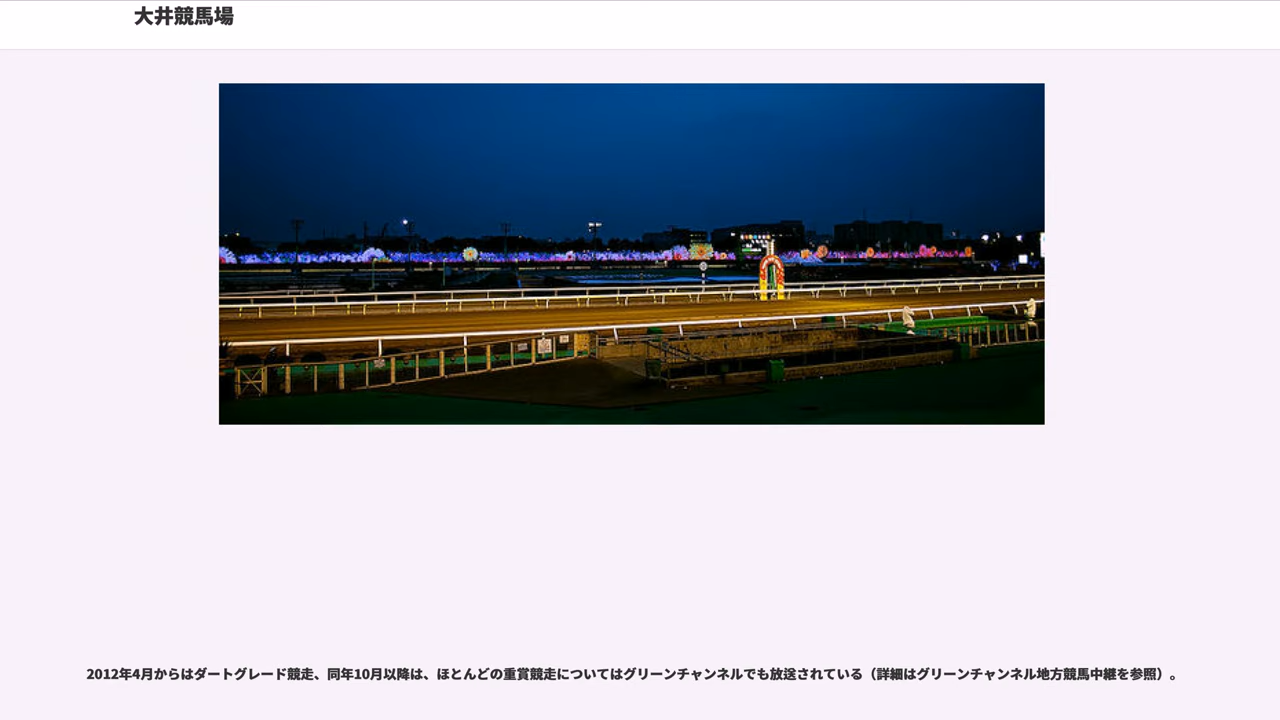 大井競馬場
2012年4月からはダートグレード競走、同年10月以降は、ほとんどの重賞競走についてはグリーンチャンネルでも放送されている（詳細はグリーンチャンネル地方競馬中継を参照）。